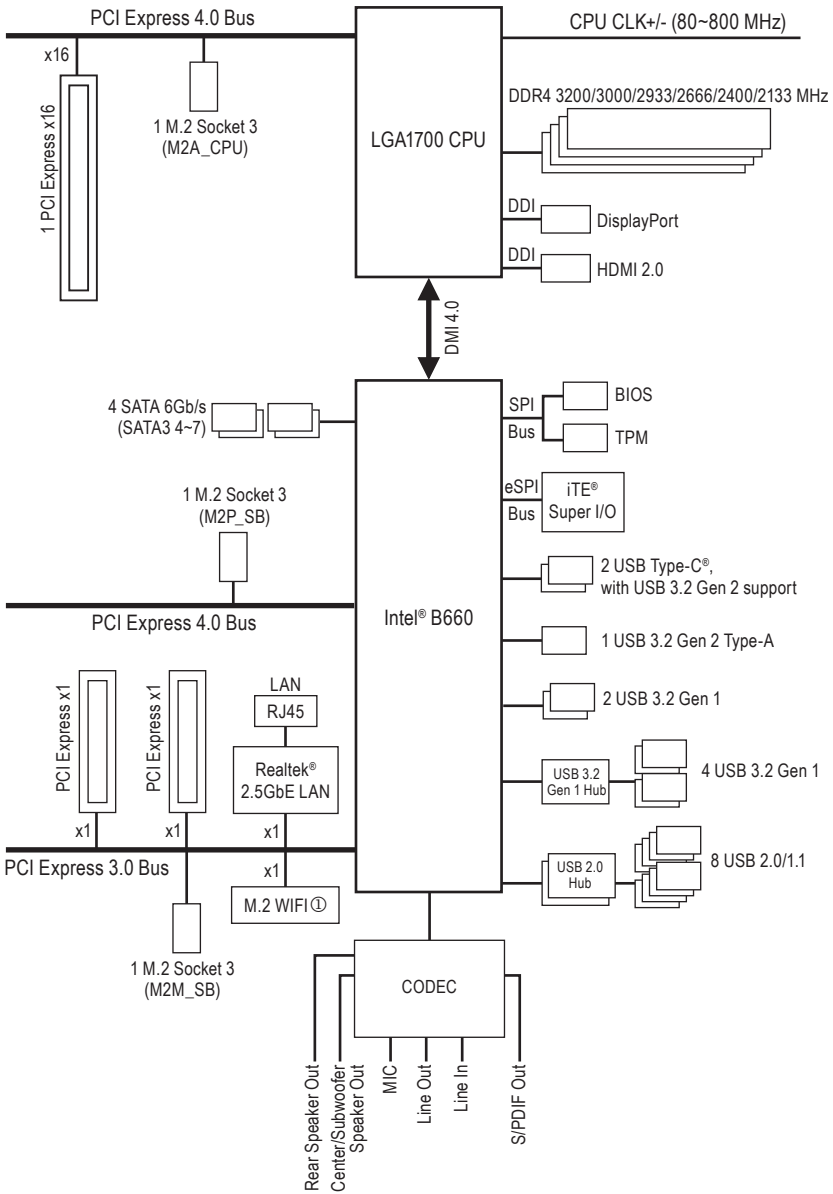 PCI Express 4.0 Bus
CPU CLK+/- (80~800 MHz)
x16
1 PCI Express x16
1 M.2 Socket 3
(M2A_CPU)
LGA1700 CPU
DDR4 3200/3000/2933/2666/2400/2133 MHz
DDI
DisplayPort
DDI
HDMI 2.0
DMI 4.0
4 SATA 6Gb/s
(SATA3 4~7)
SPI
Bus
BIOS
TPM
1 M.2 Socket 3
(M2P_SB)
eSPI
Bus
iTE®
Super I/O
PCI Express 4.0 Bus
Intel® B660
2 USB Type-C®,
with USB 3.2 Gen 2 support
1 USB 3.2 Gen 2 Type-A
2 USB 3.2 Gen 1
PCI Express x1
PCI Express x1
LAN
RJ45
Realtek®
2.5GbE LAN
USB 3.2
Gen 1 Hub
4 USB 3.2 Gen 1
x1
x1
x1
PCI Express 3.0 Bus
x1
M.2 WIFI①
USB 2.0
Hub
8 USB 2.0/1.1
1 M.2 Socket 3
(M2M_SB)
CODEC
Rear Speaker Out
Center/Subwoofer
Speaker Out
MIC
Line Out
Line In
S/PDIF Out